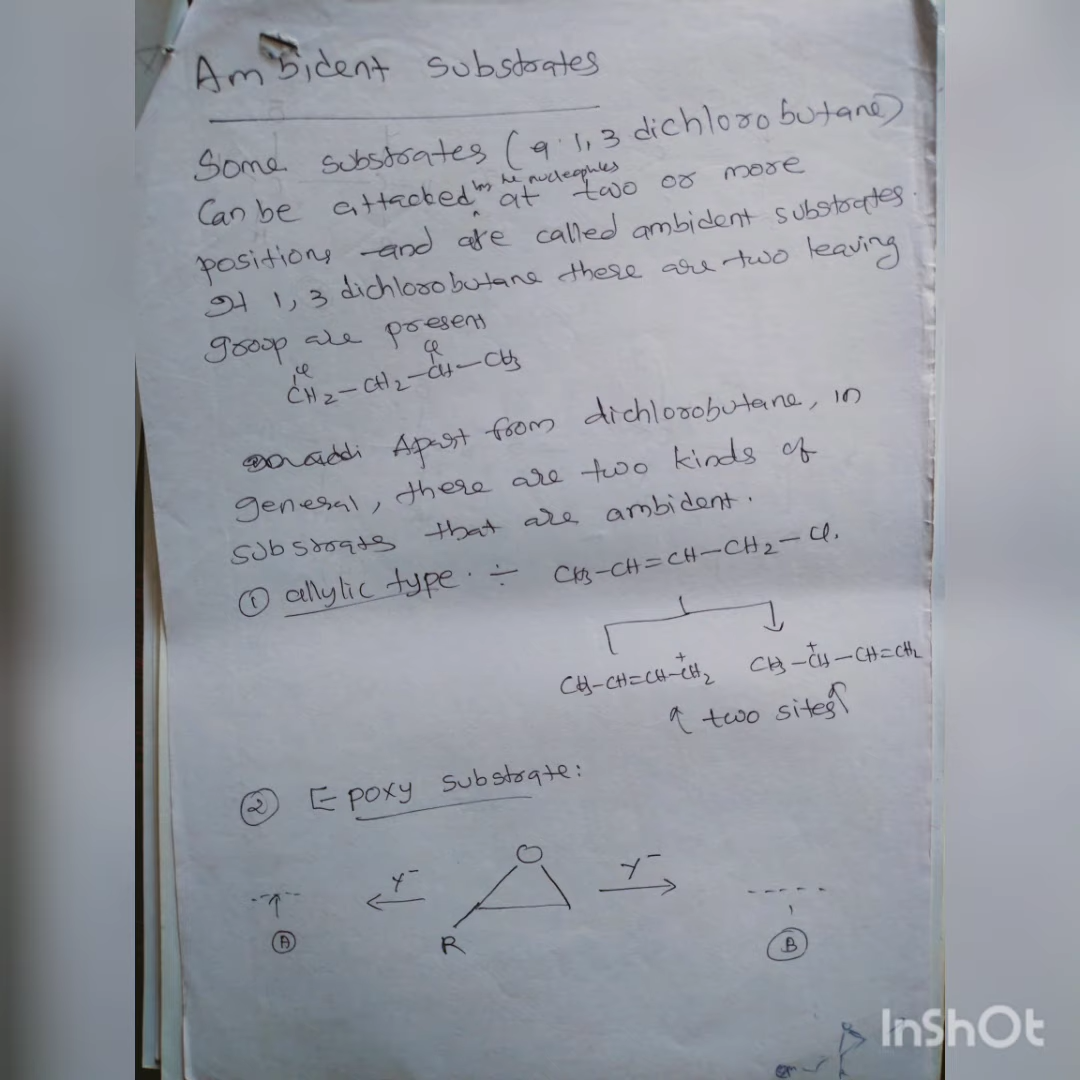 Ambident substrates
Some substrates (eg. 1,3 dichlorobutane)
by the nucleophiles
Can be attacked at two or more
positions and are called ambident substrates.
1,3 dichlorobutane these are two leaving
group are present
Cl Cl
CH2-CH2-CH-CH3
Apart from dichlorobutane, in
general, there are two kinds of
substrats that are ambident.
① allylic type. ÷ CH3-CH=CH-CH2-Cl.
CH3-CH=CH-CH2+ CH3-CH+-CH=CH2
↑ two sites ↑
② Epoxy substrate:
O
Y- Y-
R
A B
InShOt